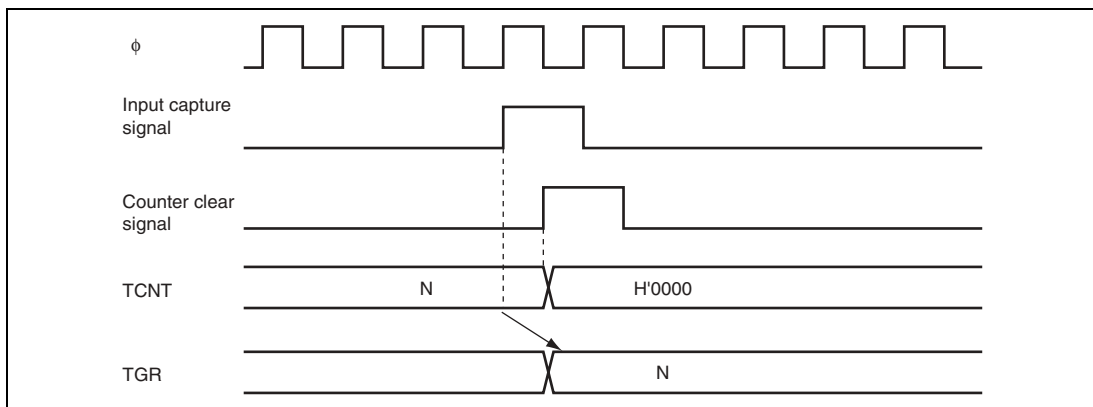 ϕ
Input capture
signal
Counter clear
signal
TCNT
N
H'0000
TGR
N